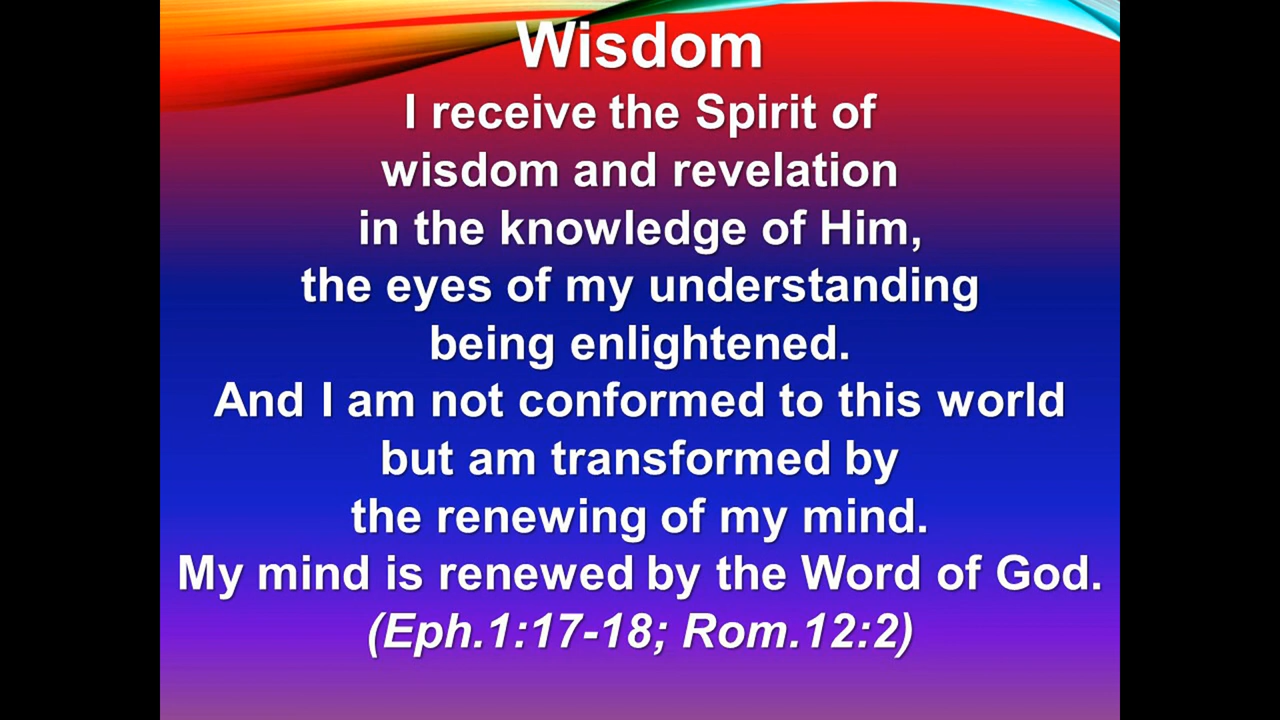 Wisdom
I receive the Spirit of
wisdom and revelation
in the knowledge of Him,
the eyes of my understanding
being enlightened.
And I am not conformed to this world
but am transformed by
the renewing of my mind.
My mind is renewed by the Word of God.
(Eph.1:17-18; Rom.12:2)